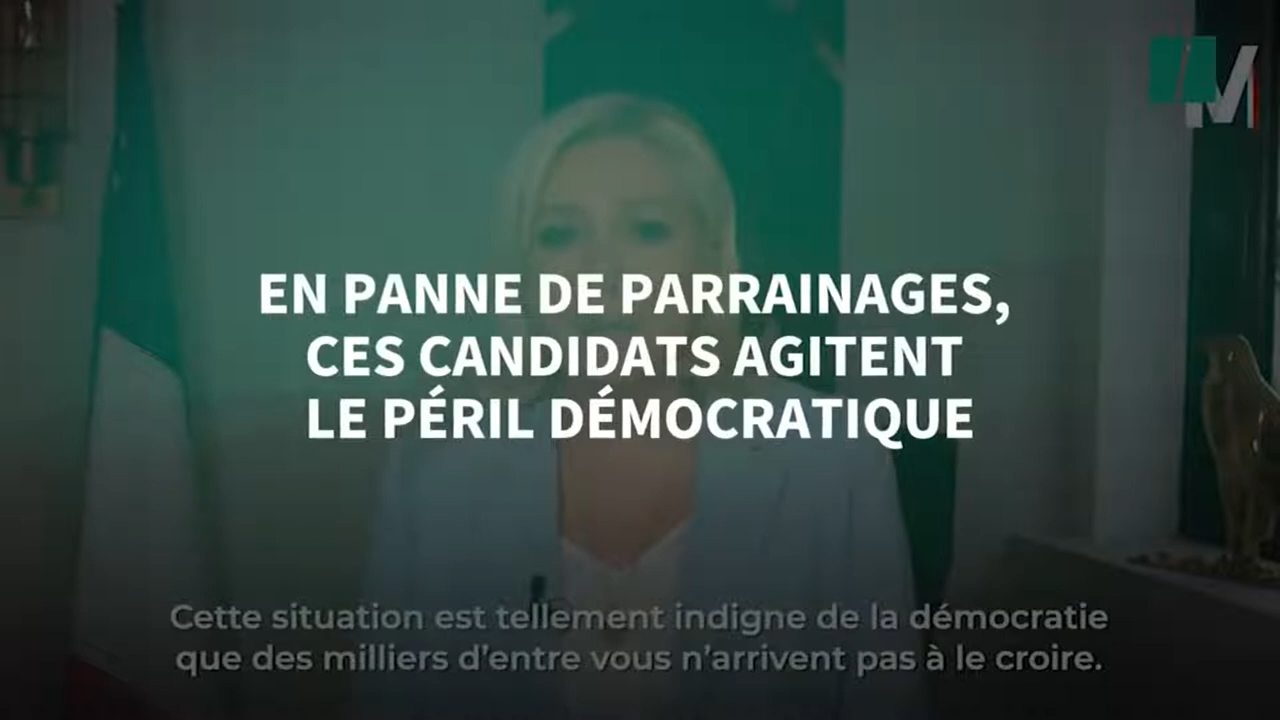 M
EN PANNE DE PARRAINAGES,
CES CANDIDATS AGITENT
LE PÉRIL DÉMOCRATIQUE
Cette situation est tellement indigne de la démocratie
que des milliers d'entre vous n'arrivent pas à le croire.